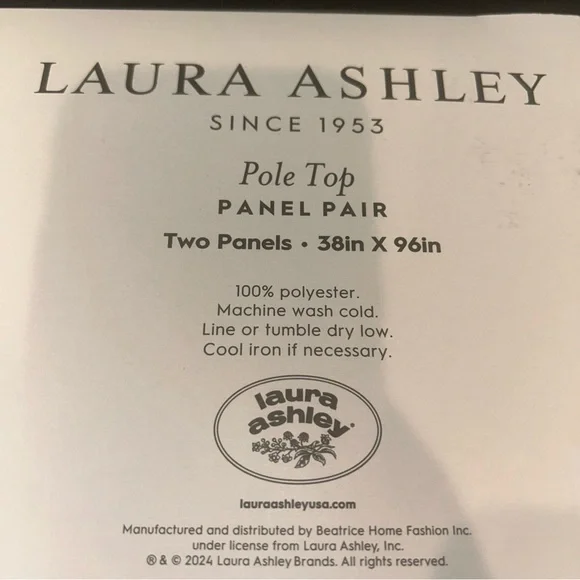 LAURA ASHLEY
SINCE 1953
Pole Top
PANEL PAIR
Two Panels • 38in X 96in
100% polyester.
Machine wash cold.
Line or tumble dry low.
Cool iron if necessary.
laura
ashley®
lauraashleyusa.com
Manufactured and distributed by Beatrice Home Fashion Inc.
under license from Laura Ashley, Inc.
® & © 2024 Laura Ashley Brands. All rights reserved.